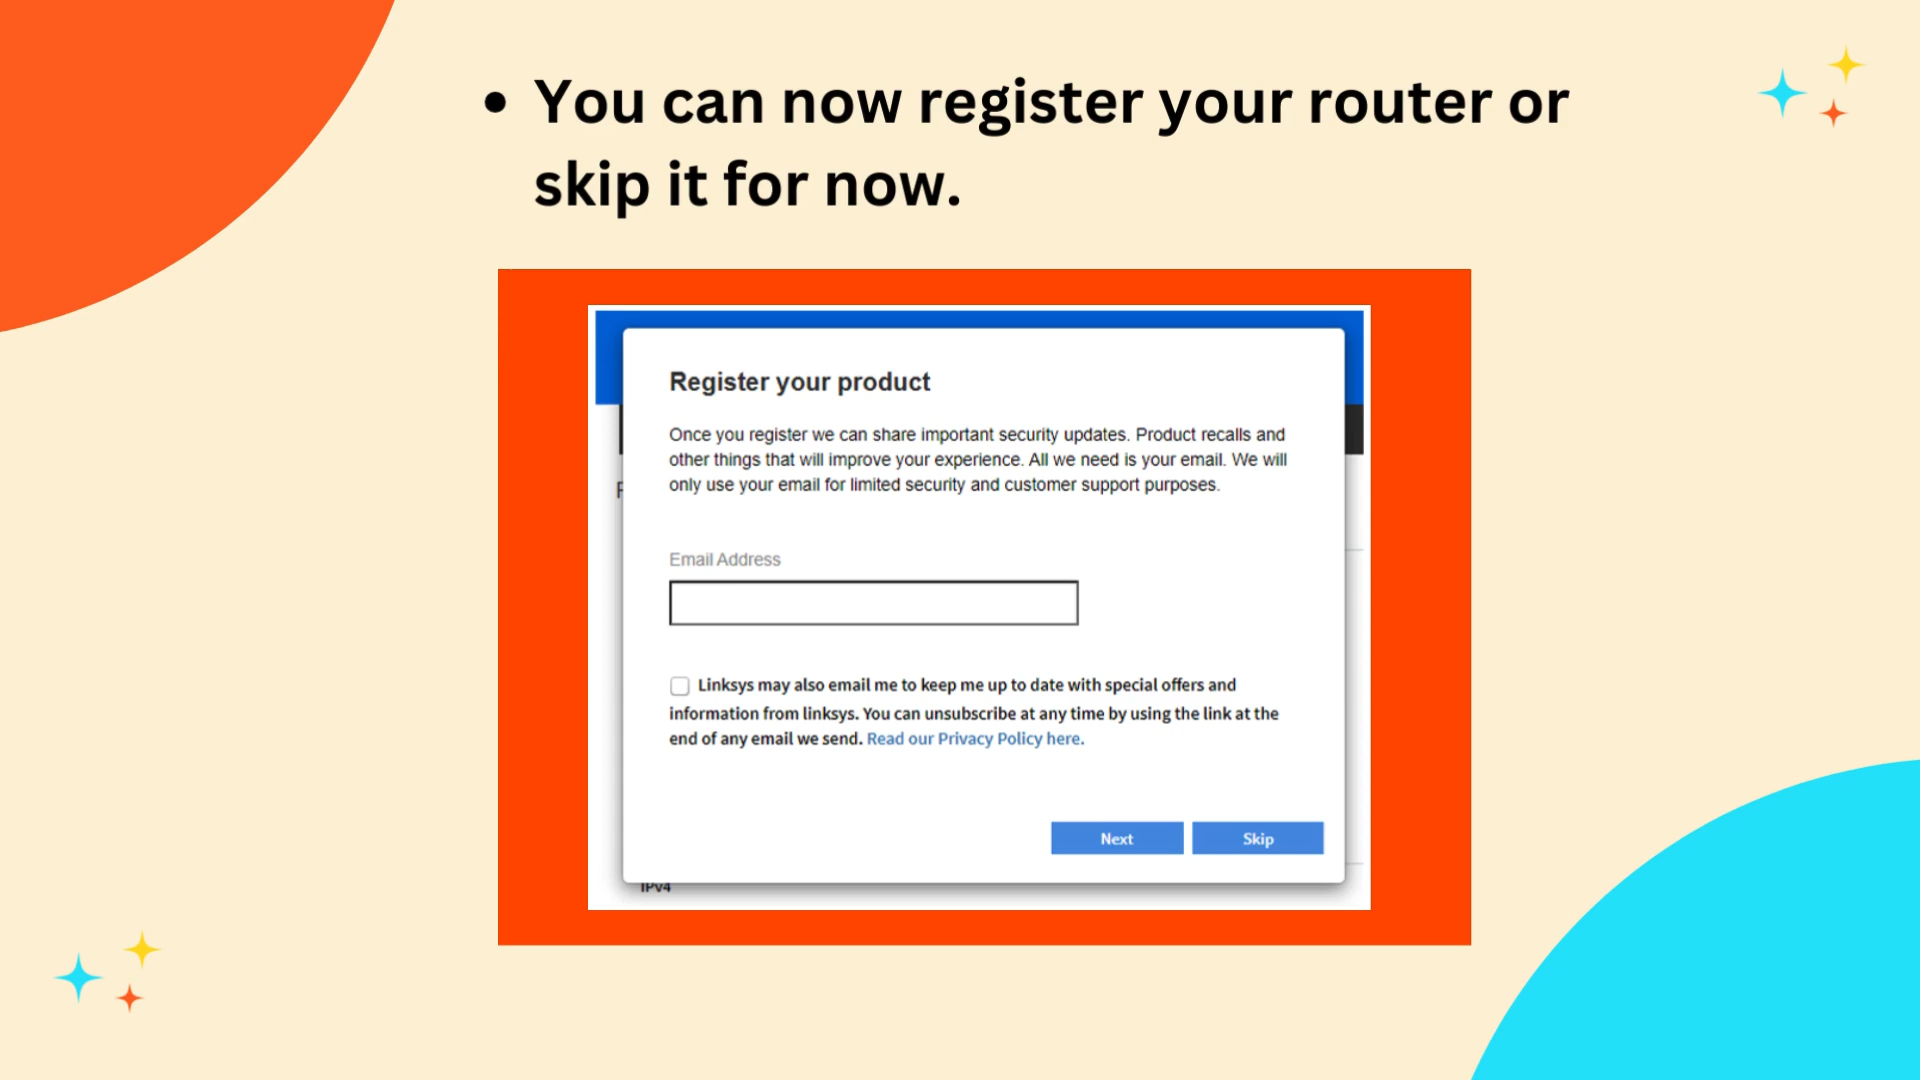 • You can now register your router or
skip it for now.
Register your product
Once you register we can share important security updates. Product recalls and
other things that will improve your experience. All we need is your email. We will
only use your email for limited security and customer support purposes.
Email Address
Linksys may also email me to keep me up to date with special offers and
information from linksys. You can unsubscribe at any time by using the link at the
end of any email we send. Read our Privacy Policy here.
Next Skip
IPv4